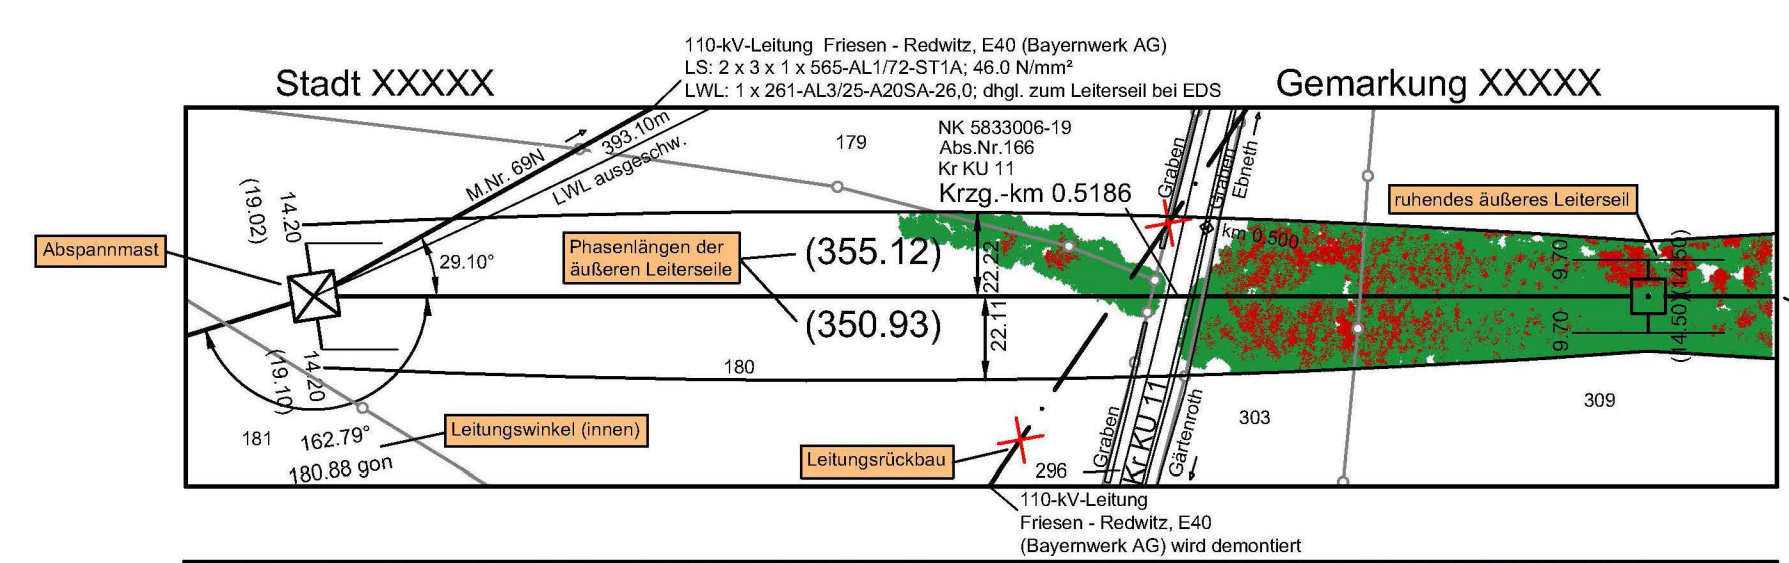 110-kV-Leitung Friesen - Redwitz, E40 (Bayernwerk AG)
LS: 2 x 3 x 1 x 565-AL1/72-ST1A; 46.0 N/mm²
LWL: 1 x 261-AL3/25-A20SA-26,0; dhgl. zum Leiterseil bei EDS
Stadt XXXXX
Gemarkung XXXXX
M.Nr. 69N
393.10m
LWL ausgeschw.
179
NK 5833006-19
Abs.Nr.166
Kr KU 11
Krzg.-km 0.5186
Graben
Graben
Ebneth
km 0.500
ruhendes äußeres Leiterseil
Abspannmast
(19.02)
14.20
29.10°
Phasenlängen der
äußeren Leiterseile
(355.12)
(350.93)
22.22
22.11
9.70
(14.50)
9.70
(14.50)
180
14.20
(19.10)
181
162.79°
180.88 gon
Leitungswinkel (innen)
Leitungsrückbau
296
Graben
Kr KU 11
Gärtenroth
303
309
110-kV-Leitung
Friesen - Redwitz, E40
(Bayernwerk AG) wird demontiert